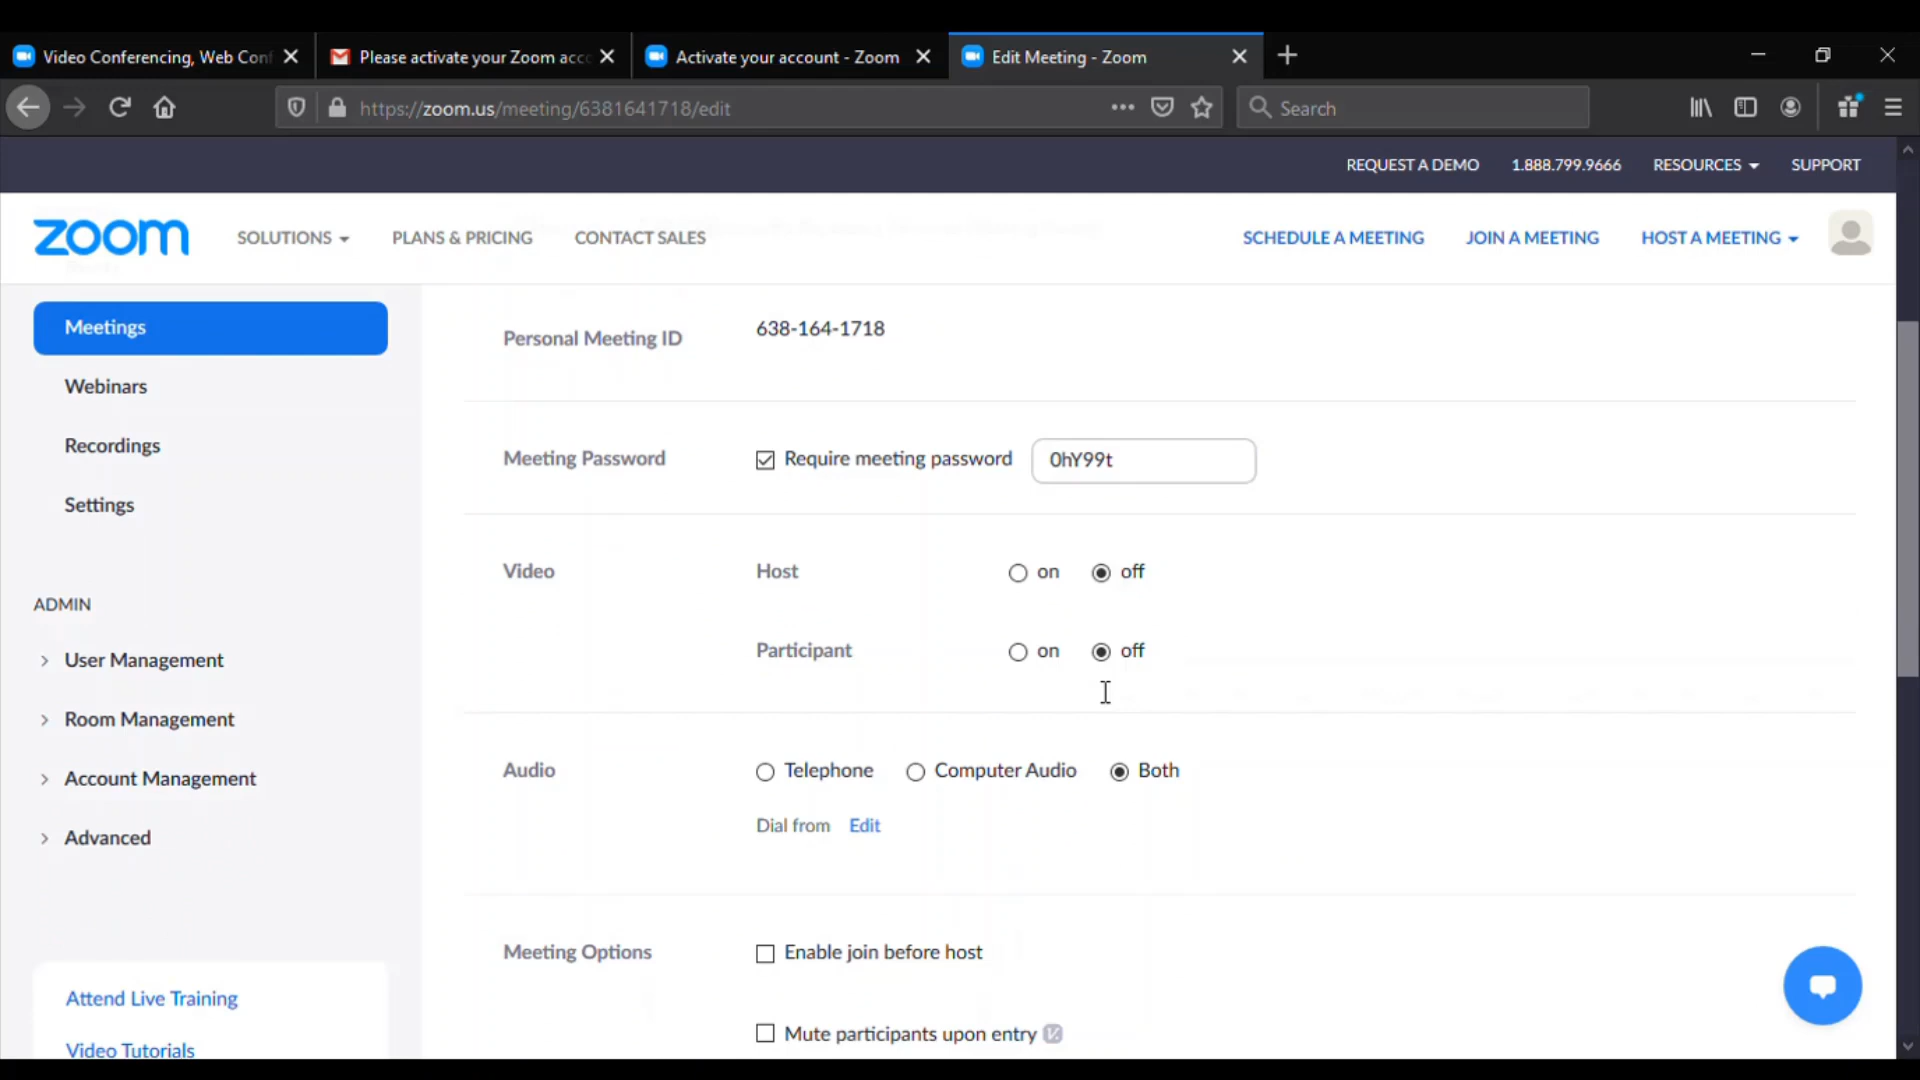 Video Conferencing, Web Conf
Please activate your Zoom acco
Activate your account - Zoom
Edit Meeting - Zoom
https://zoom.us/meeting/6381641718/edit
Search
REQUEST A DEMO 1.888.799.9666 RESOURCES SUPPORT
zoom SOLUTIONS PLANS & PRICING CONTACT SALES SCHEDULE A MEETING JOIN A MEETING HOST A MEETING
Meetings
Webinars
Recordings
Settings
ADMIN
User Management
Room Management
Account Management
Advanced
Attend Live Training
Video Tutorials
Personal Meeting ID 638-164-1718
Meeting Password Require meeting password 0hY99t
Video Host on off
Participant on off
Audio Telephone Computer Audio Both
Dial from Edit
Meeting Options Enable join before host
Mute participants upon entry